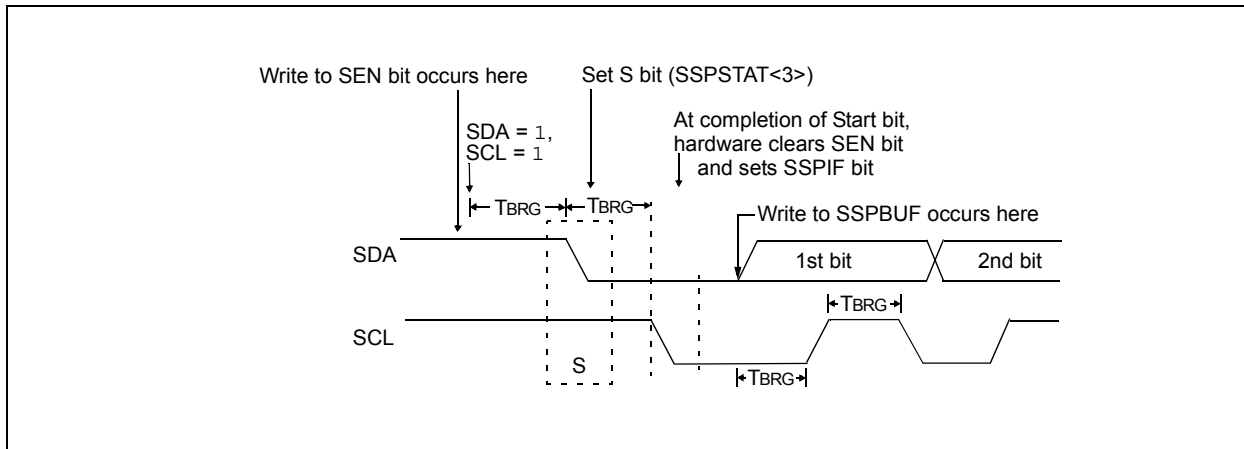 Write to SEN bit occurs here
Set S bit (SSPSTAT<3>)
SDA = 1,
SCL = 1
At completion of Start bit,
hardware clears SEN bit
and sets SSPIF bit
TBRG
TBRG
Write to SSPBUF occurs here
SDA
1st bit
2nd bit
TBRG
SCL
S
TBRG